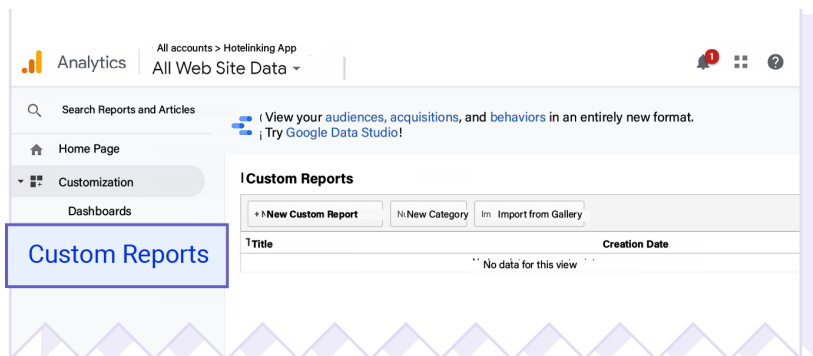 All accounts > Hotelinking App
Analytics
All Web Site Data
1
Search Reports and Articles
View your audiences, acquisitions, and behaviors in an entirely new format.
Try Google Data Studio!
Home Page
Customization
Custom Reports
Dashboards
+ New Custom Report
New Category
Import from Gallery
Custom Reports
Title
Creation Date
No data for this view